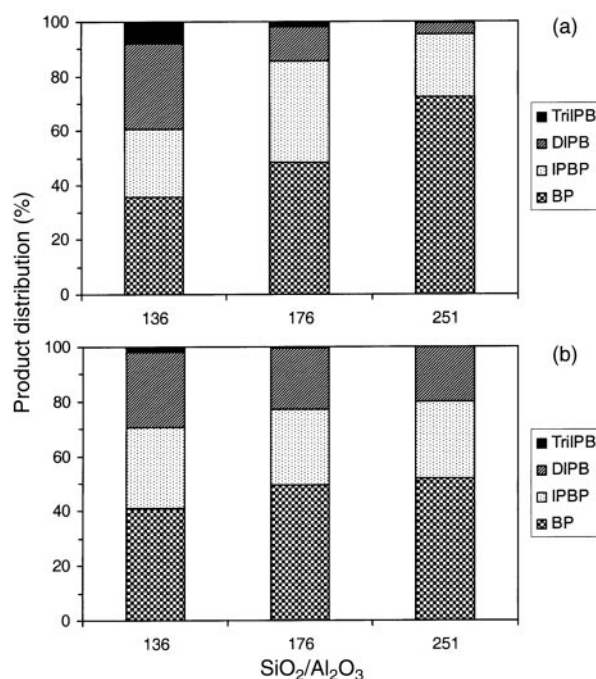 100
80
60
40
20
0
136
176
251
(a)
■ TriIPB
DIPB
IPBP
BP
Product distribution (%)
100
80
60
40
20
0
136
176
251
(b)
■ TriIPB
DIPB
IPBP
BP
SiO₂/Al₂O₃